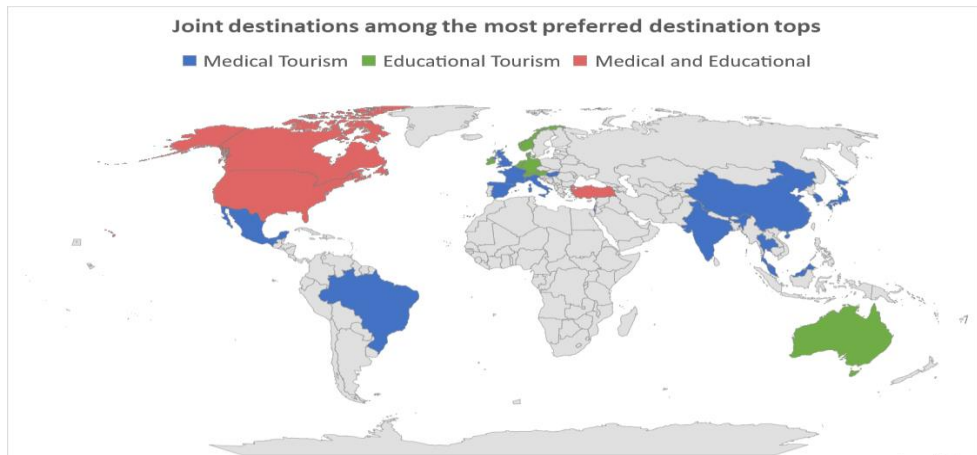 Joint destinations among the most preferred destination tops
Medical Tourism Educational Tourism Medical and Educational